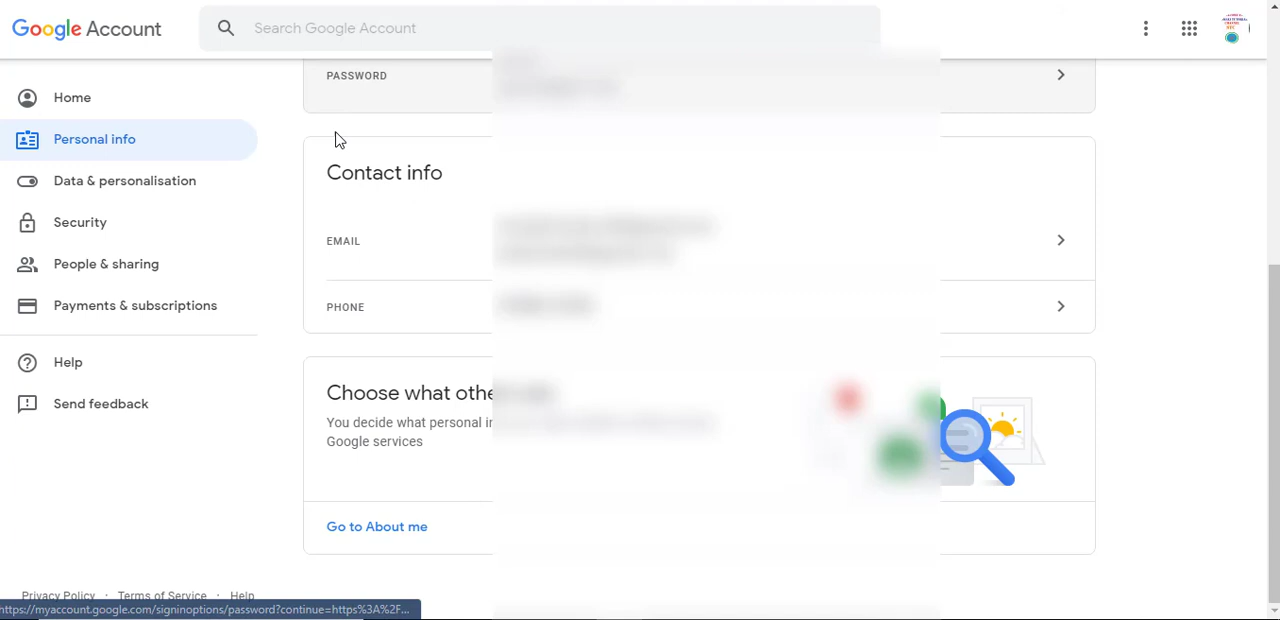 Google Account
Search Google Account
PASSWORD
Home
Personal info
Data & personalisation
Security
People & sharing
Payments & subscriptions
Help
Send feedback
Contact info
EMAIL
PHONE
Choose what othe
You decide what personal in
Google services
Go to About me
Privacy Policy · Terms of Service · Help
https://myaccount.google.com/signinoptions/password?continue=https%3A%2F...